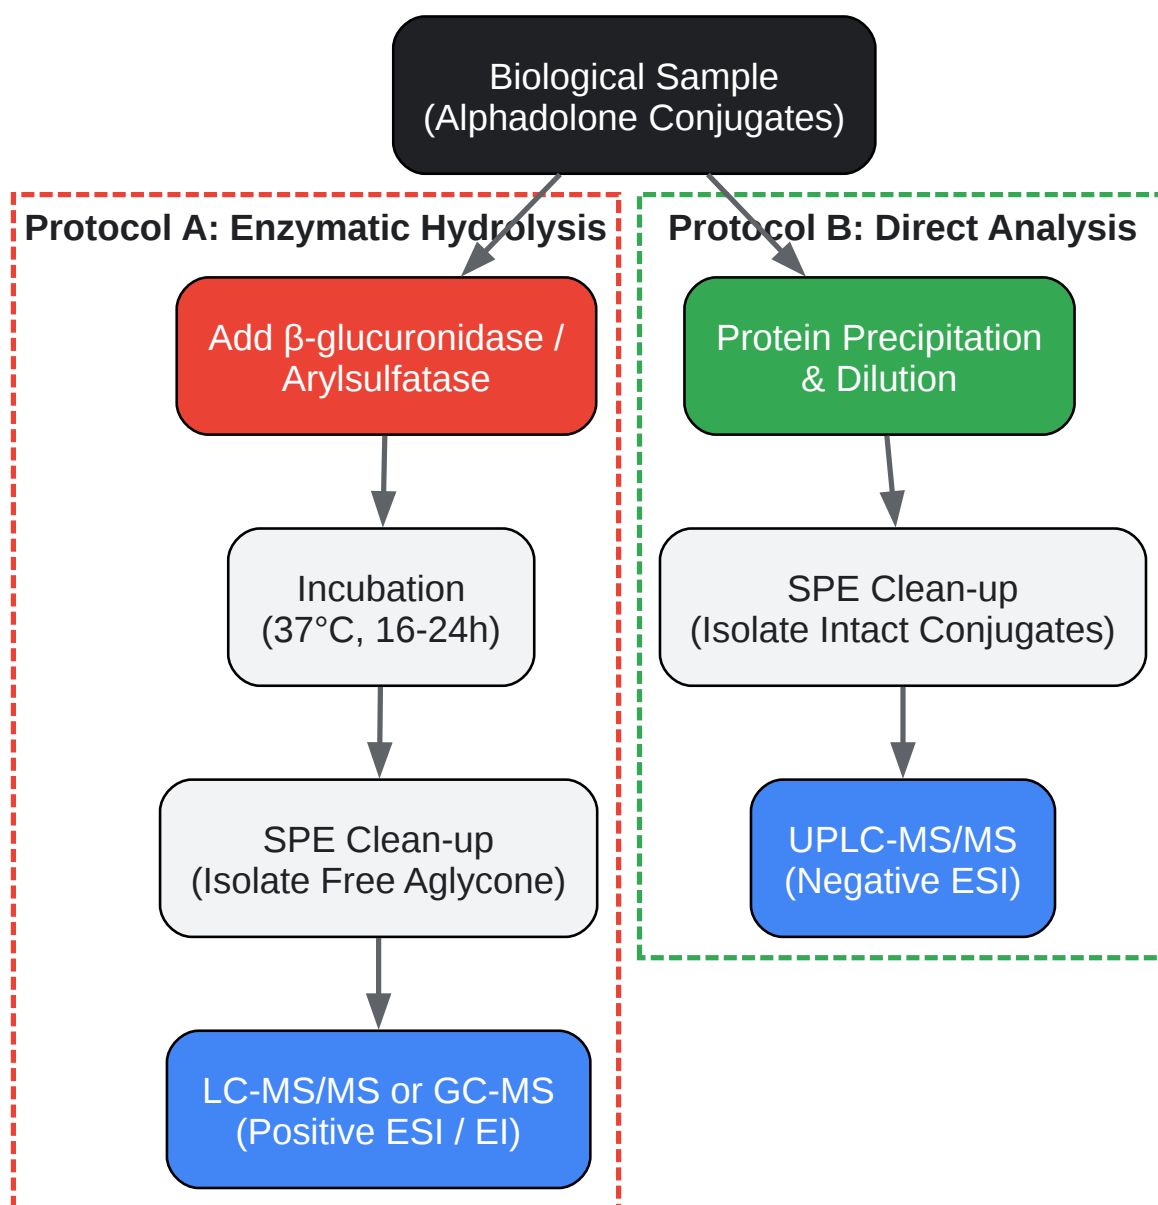 Biological Sample
(Alphadolone Conjugates)
Protocol A: Enzymatic Hydrolysis
Add β-glucuronidase /
Arylsulfatase
Incubation
(37°C, 16-24h)
SPE Clean-up
(Isolate Free Aglycone)
LC-MS/MS or GC-MS
(Positive ESI / EI)
Protocol B: Direct Analysis
Protein Precipitation
& Dilution
SPE Clean-up
(Isolate Intact Conjugates)
UPLC-MS/MS
(Negative ESI)